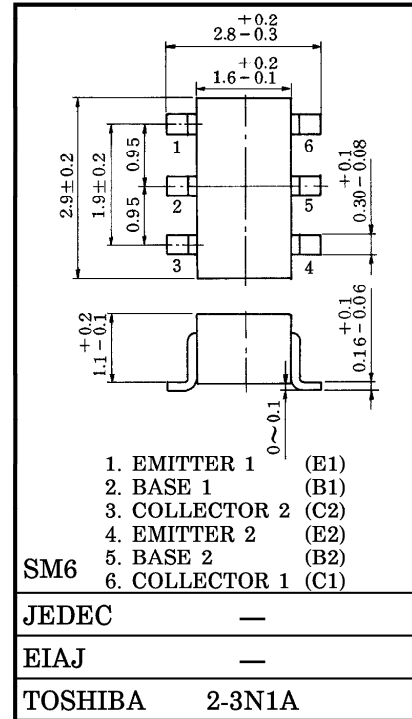 +0.2
2.8-0.3
+0.2
1.6-0.1
1
6
2
5
3
4
2.9±0.2
1.9±0.2
0.95
0.95
+0.1
0.30-0.08
+0.2
1.1-0.1
+0.1
0.16-0.06
0~0.1
1. EMITTER 1 (E1)
2. BASE 1 (B1)
3. COLLECTOR 2 (C2)
4. EMITTER 2 (E2)
5. BASE 2 (B2)
SM6 6. COLLECTOR 1 (C1)
JEDEC —
EIAJ —
TOSHIBA 2-3N1A